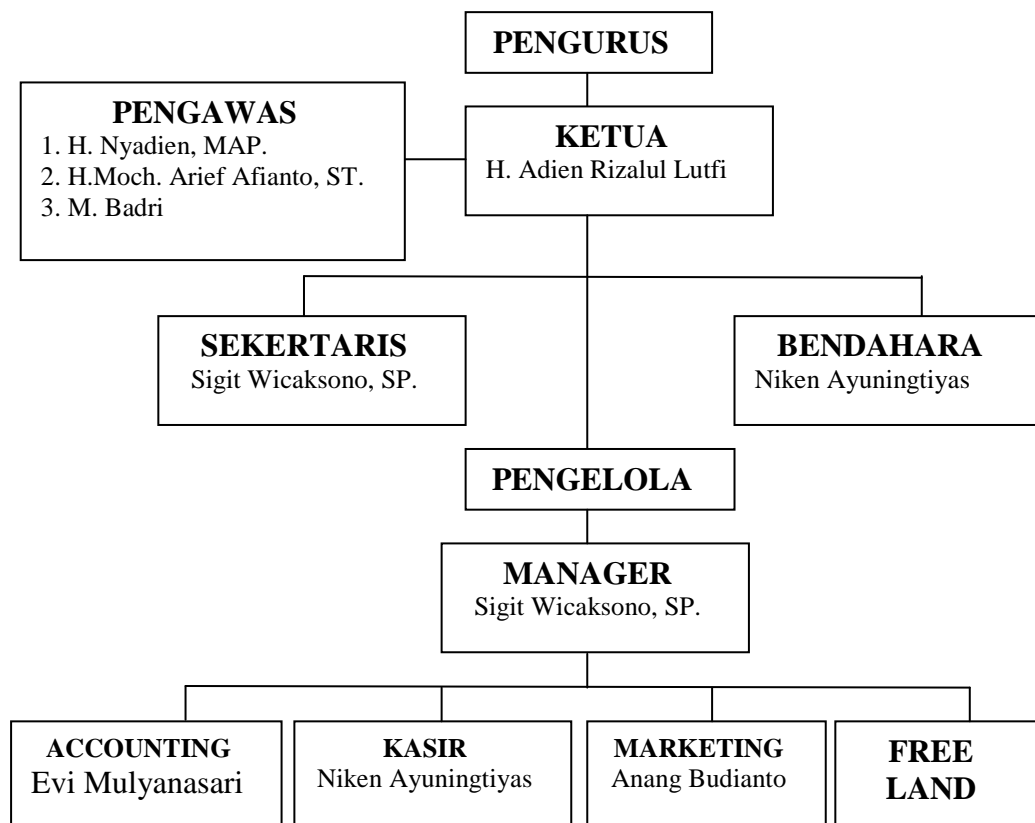 PENGURUS
PENGAWAS
1. H. Nyadien, MAP.
2. H.Moch. Arief Afianto, ST.
3. M. Badri
KETUA
H. Adien Rizalul Lutfi
SEKERTARIS
Sigit Wicaksono, SP.
BENDAHARA
Niken Ayuningtiyas
PENGELOLA
MANAGER
Sigit Wicaksono, SP.
ACCOUNTING
Evi Mulyanasari
KASIR
Niken Ayuningtiyas
MARKETING
Anang Budianto
FREE
LAND